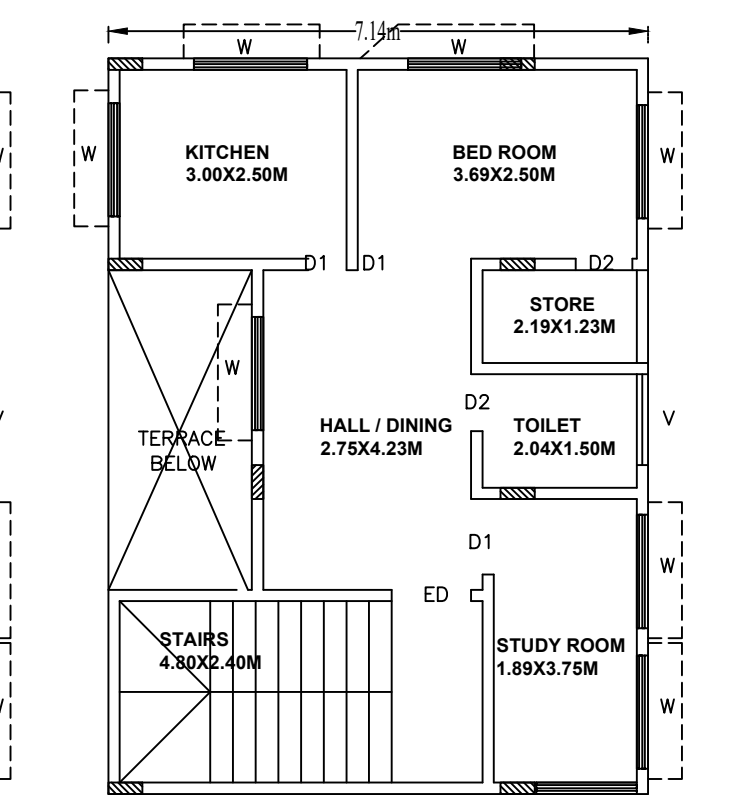 7.14m
W
W
W
KITCHEN
3.00X2.50M
BED ROOM
3.69X2.50M
W
D1
D1
D2
STORE
2.19X1.23M
W
D2
HALL / DINING
2.75X4.23M
TOILET
2.04X1.50M
V
TERRACE
BELOW
D1
W
ED
STAIRS
4.80X2.40M
STUDY ROOM
1.89X3.75M
W